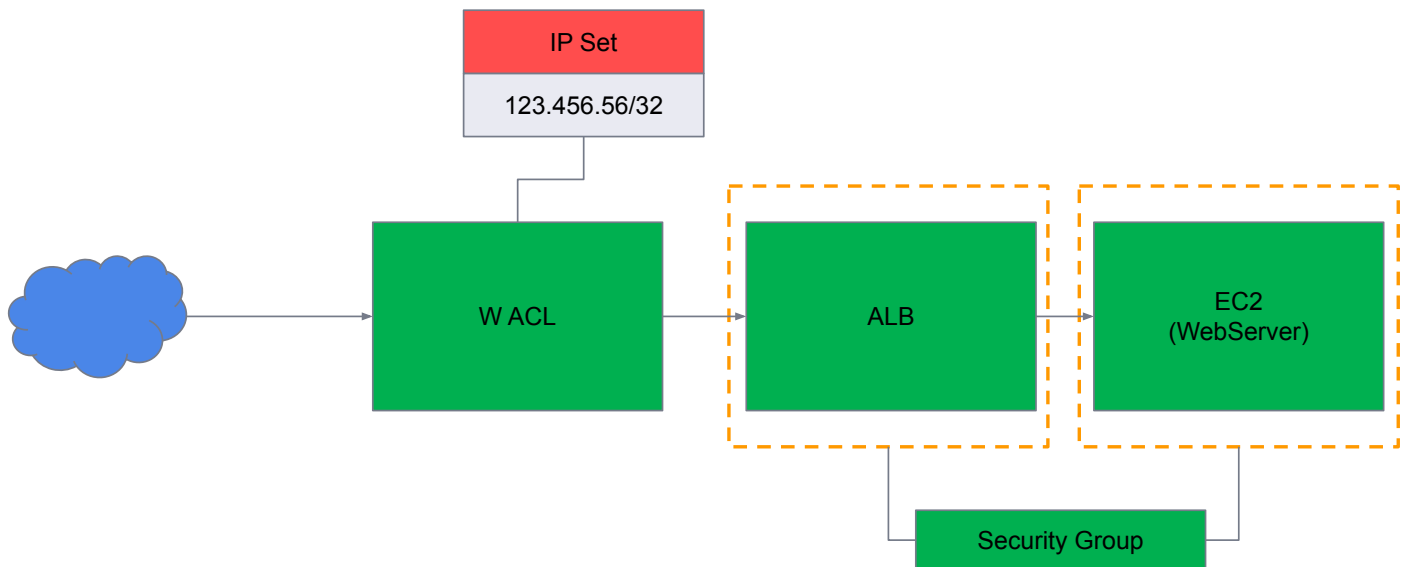 IP Set
123.456.56/32
W ACL
ALB
EC2
(WebServer)
Security Group